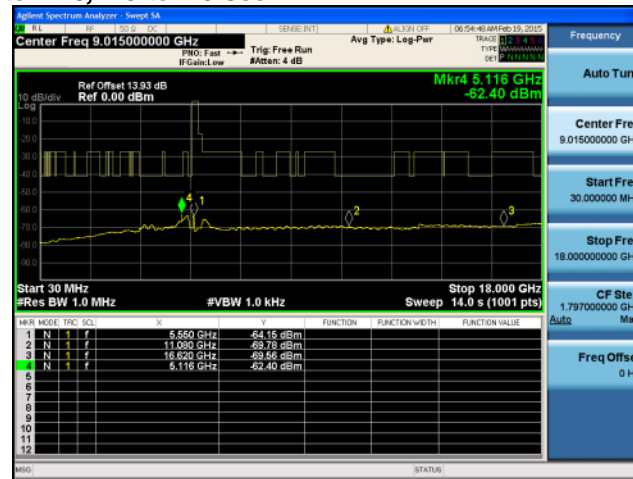 Agilent Spectrum Analyzer - Swept SA
RL RF 50 Ω DC SENSE:INT ALIGN OFF 06:54:48 AM Feb 19, 2015
Center Freq 9.015000000 GHz Avg Type: Log-Pwr TRACE 1 2 3 4 5 6
PNO: Fast Trig: Free Run TYPE
IFGain:Low #Atten: 4 dB DET P N N N N N
Mkr4 5.116 GHz
Ref Offset 13.93 dB
10 dB/div Ref 0.00 dBm -62.40 dBm
Log
-10.0
-20.0
-30.0
-40.0
-50.0
-60.0
-70.0
-80.0
-90.0
4 1 2 3
Start 30 MHz Stop 18.000 GHz
#Res BW 1.0 MHz #VBW 1.0 kHz Sweep 14.0 s (1001 pts)
MKR MODE TRC SCL X Y FUNCTION FUNCTION WIDTH FUNCTION VALUE
1 N 1 f 5.550 GHz -64.15 dBm
2 N 1 f 11.080 GHz -69.78 dBm
3 N 1 f 16.620 GHz -69.56 dBm
4 N 1 f 5.116 GHz -62.40 dBm
5
6
7
8
9
10
11
12
MSG STATUS
Frequency
Auto Tun
Center Fre
9.015000000 GH
Start Fre
30.000000 MH
Stop Fre
18.000000000 GH
CF Ste
1.797000000 GH
Auto Ma
Freq Offse
0 H